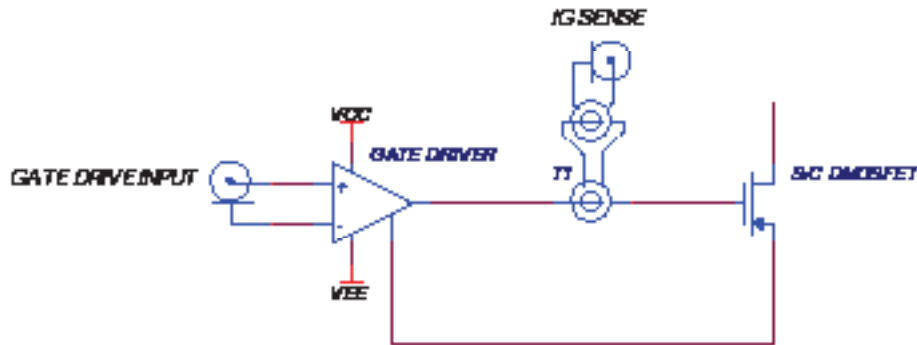 IG SENSE
VCC
GATE DRIVER
GATE DRIVE INPUT
T1
SiC DMOSFET
+
-
VEE